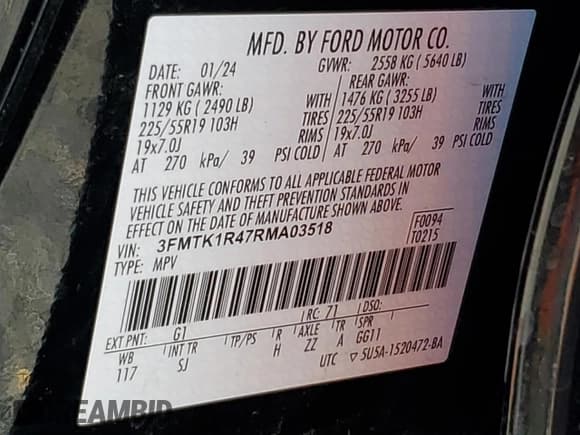 MFD. BY FORD MOTOR CO.
DATE: 01/24 GVWR: 2558 KG (5640 LB)
FRONT GAWR: REAR GAWR:
1129 KG (2490 LB) WITH 1476 KG (3255 LB) WITH
225/55R19 103H TIRES 225/55R19 103H TIRES
19x7.0J RIMS 19x7.0J RIMS
AT 270 kPa/ 39 PSI COLD AT 270 kPa/ 39 PSI COLD
THIS VEHICLE CONFORMS TO ALL APPLICABLE FEDERAL MOTOR
VEHICLE SAFETY AND THEFT PREVENTION STANDARDS IN
EFFECT ON THE DATE OF MANUFACTURE SHOWN ABOVE.
VIN: 3FMTK1R47RMA03518 F0094
TYPE: MPV T0215
EXT PNT: G1 RC: 71 DSO:
WB INT TR TP/PS R AXLE TR SPR
117 SJ H ZZ A GG11
UTC ▽ 5U5A-1520472-BA